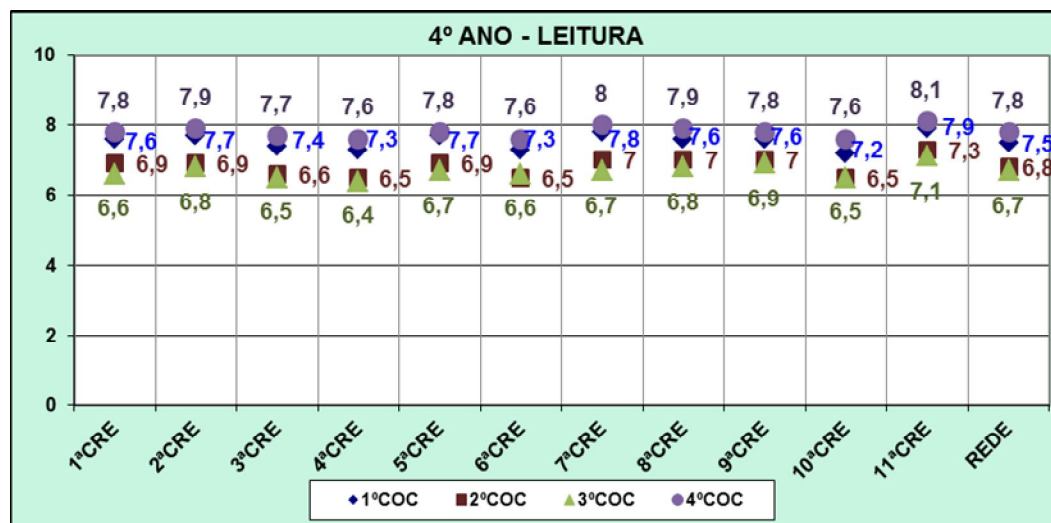 4º ANO - LEITURA
10
8
6
4
2
0
7,8 7,9 7,7 7,6 7,8 7,6 8 7,9 7,8 7,6 8,1 7,8
7,6 7,7 7,4 7,3 7,7 7,3 7,8 7,6 7,6 7,2 7,9 7,5
6,9 6,9 6,6 6,5 6,9 6,5 7 7 7 6,5 7,3 6,8
6,6 6,8 6,5 6,4 6,7 6,6 6,7 6,8 6,9 6,5 7,1 6,7
1ªCRE 2ªCRE 3ªCRE 4ªCRE 5ªCRE 6ªCRE 7ªCRE 8ªCRE 9ªCRE 10ªCRE 11ªCRE REDE
1ºCOC 2ºCOC 3ºCOC 4ºCOC